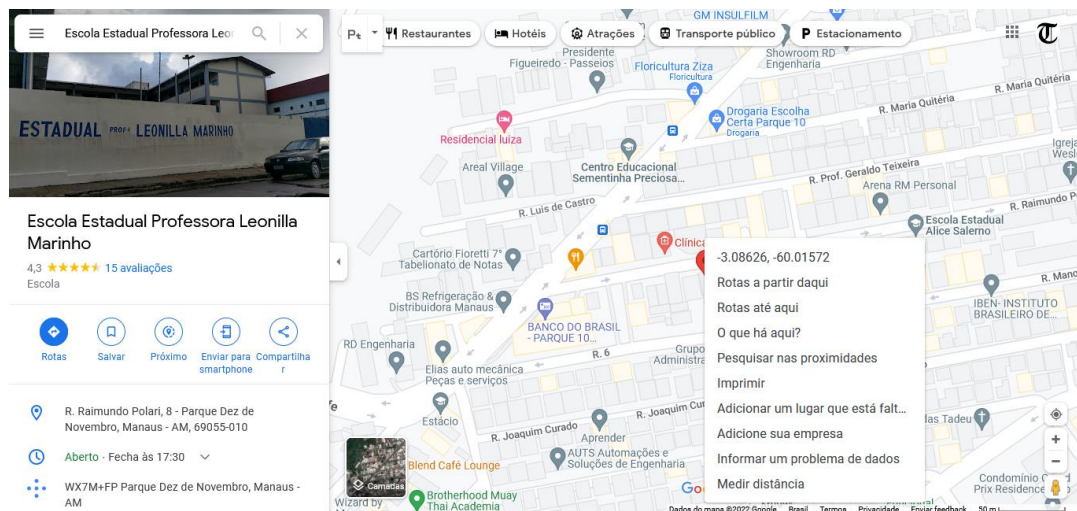 Escola Estadual Professora Leor
ESTADUAL PROFª LEONILLA MARINHO
Escola Estadual Professora Leonilla
Marinho
4,3 15 avaliações
Escola
Rotas
Salvar
Próximo
Enviar para
smartphone
Compartilha
r
R. Raimundo Polari, 8 - Parque Dez de
Novembro, Manaus - AM, 69055-010
Aberto · Fecha às 17:30
WX7M+FP Parque Dez de Novembro, Manaus -
AM
Restaurantes
Hotéis
Atrações
Transporte público
P Estacionamento
GM INSULFILM
Presidente
Figueiredo - Passeios
Floricultura Ziza
Floricultura
Showroom RD
Engenharia
R. Maria Quitéria
R. Maria Quitéria
Drogaria Escolha
Certa Parque 10
Drogaria
Residencial luiza
Areal Village
Centro Educacional
Sementinha Preciosa...
R. Prof. Geraldo Teixeira
Arena RM Personal
Igreja
Wesl
R. Luis de Castro
R. Raimundo P
Escola Estadual
Alice Salerno
Clínica
Cartório Fioretti 7°
Tabelionato de Notas
BS Refrigeração &
Distribuidora Manaus
BANCO DO BRASIL
- PARQUE 10...
R. Mano
IBEN- INSTITUTO
BRASILEIRO DE...
RD Engenharia
R. 6
Grupo
Administra
Elias auto mecânica
Peças e serviços
Estácio
R. Joaquim Curado
R. Joaquim Cur
Aprender
das Tadeu
AUTS Automações e
Soluções de Engenharia
Blend Café Lounge
Brotherhood Muay
Thai Academia
Wizard by
Condomínio
Prix Residence
Camadas
-3.08626, -60.01572
Rotas a partir daqui
Rotas até aqui
O que há aqui?
Pesquisar nas proximidades
Imprimir
Adicionar um lugar que está falt...
Adicione sua empresa
Informar um problema de dados
Medir distância
Dados do mapa ©2022 Google Brasil Termos Privacidade Enviar feedback 50 m